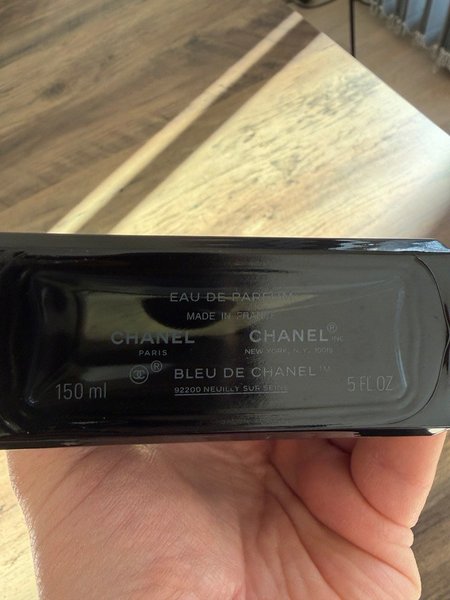 EAU DE PARFUM
MADE IN FRANCE
CHANEL CHANEL®
PARIS NEW YORK, N.Y. 10019 INC
® BLEU DE CHANEL™
150 ml 92200 NEUILLY SUR SEINE 5 FL OZ